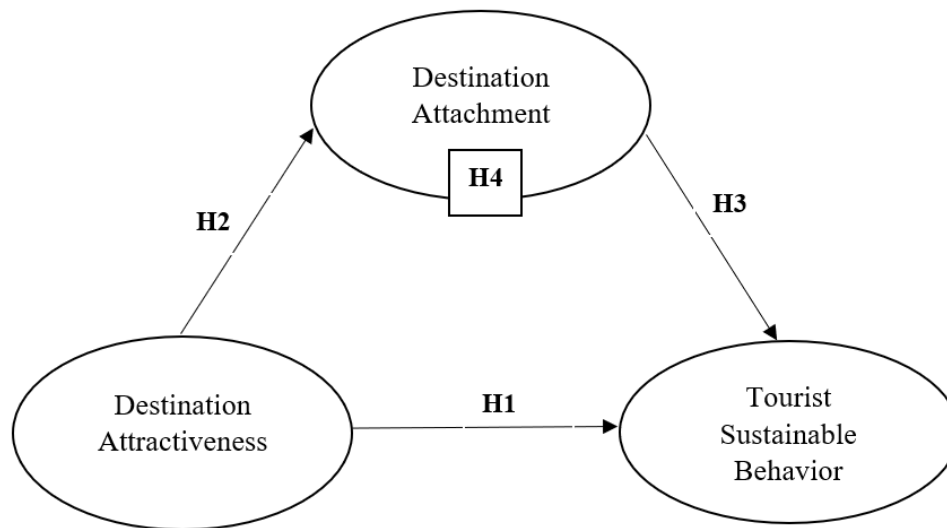 Destination
Attachment
H4
H2
H3
Destination
Attractiveness
H1
Tourist
Sustainable
Behavior